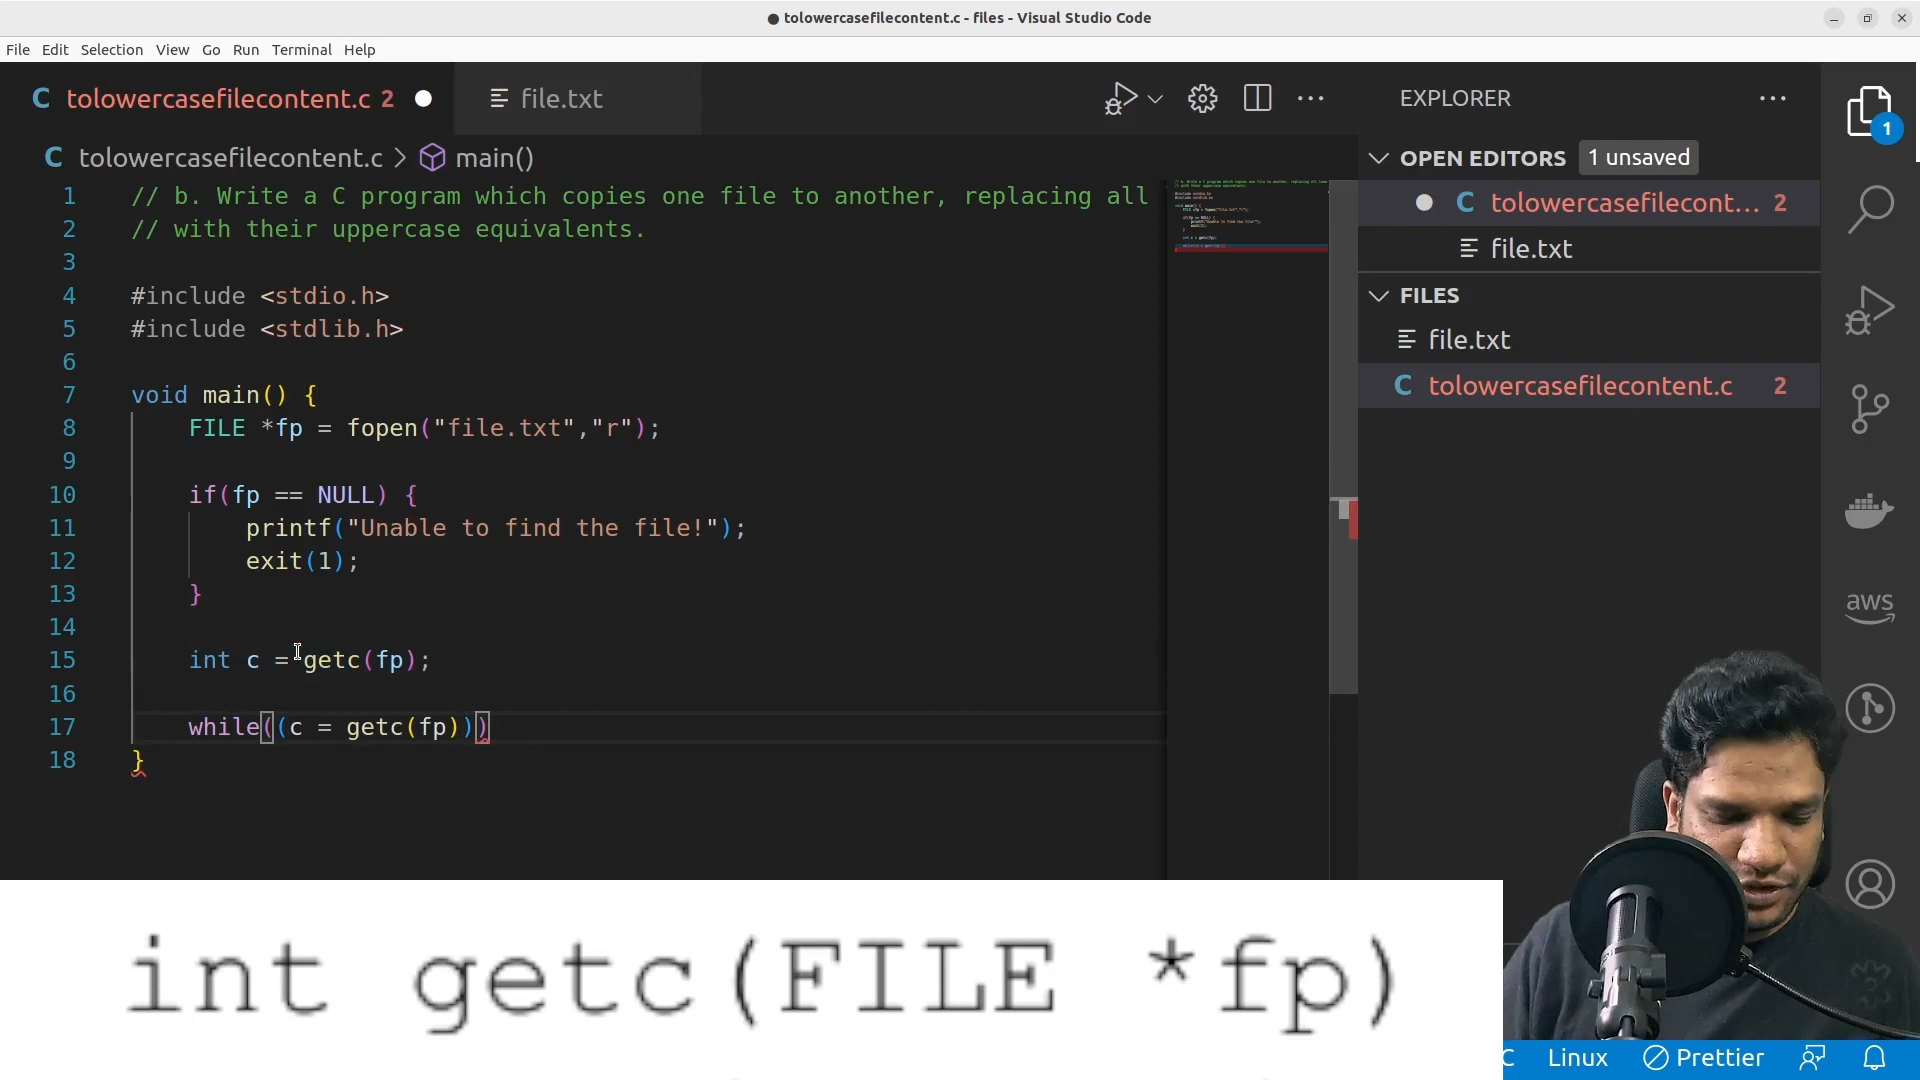 ● tolowercasefilecontent.c - files - Visual Studio Code
File Edit Selection View Go Run Terminal Help
C tolowercasefilecontent.c 2 ●
file.txt
C tolowercasefilecontent.c > main()
1 // b. Write a C program which copies one file to another, replacing all
2 // with their uppercase equivalents.
3
4 #include <stdio.h>
5 #include <stdlib.h>
6
7 void main() {
8 FILE *fp = fopen("file.txt","r");
9
10 if(fp == NULL) {
11 printf("Unable to find the file!");
12 exit(1);
13 }
14
15 int c = getc(fp);
16
17 while((c = getc(fp)))
18 }
EXPLORER
OPEN EDITORS 1 unsaved
● C tolowercasefilecont... 2
file.txt
FILES
file.txt
C tolowercasefilecontent.c 2
1
aws
int getc(FILE *fp)
C Linux Prettier